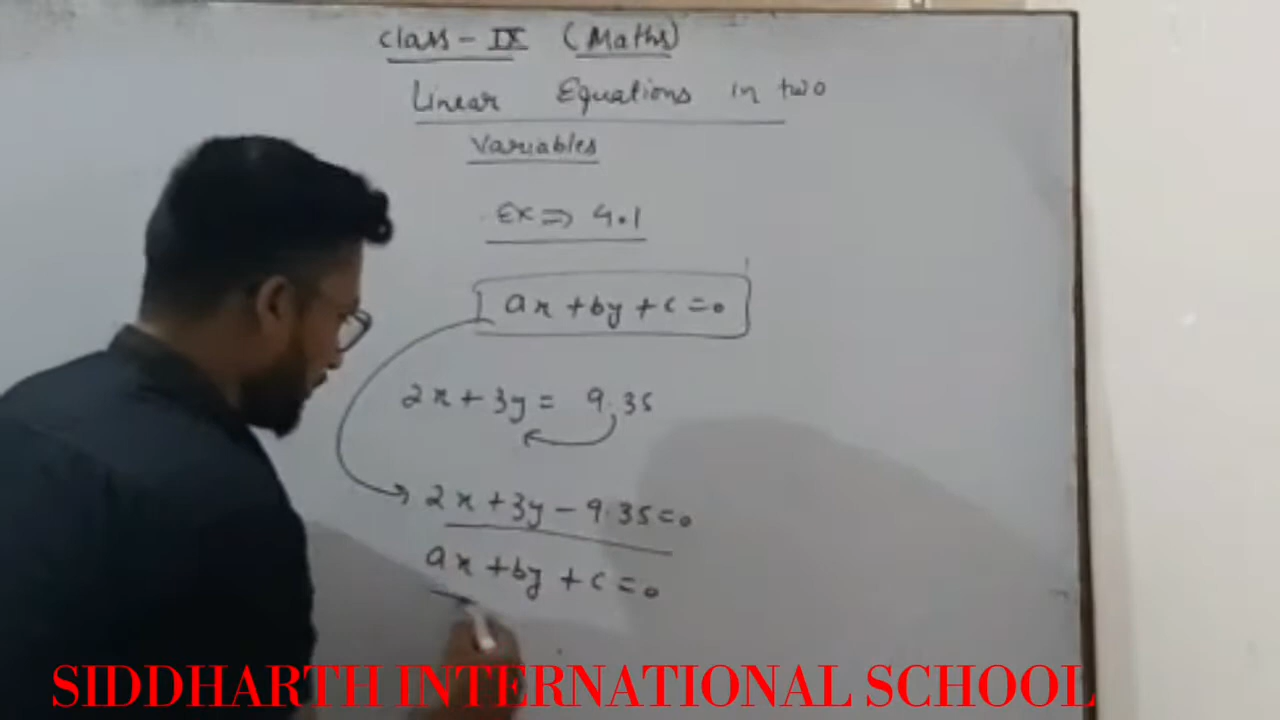 Class - IX (Maths)
Linear Equations in two
Variables
Ex ⇒ 4.1
ax + by + c = 0
2x + 3y = 9.35
2x + 3y - 9.35 = 0
ax + by + c = 0
SIDDHARTH INTERNATIONAL SCHOOL